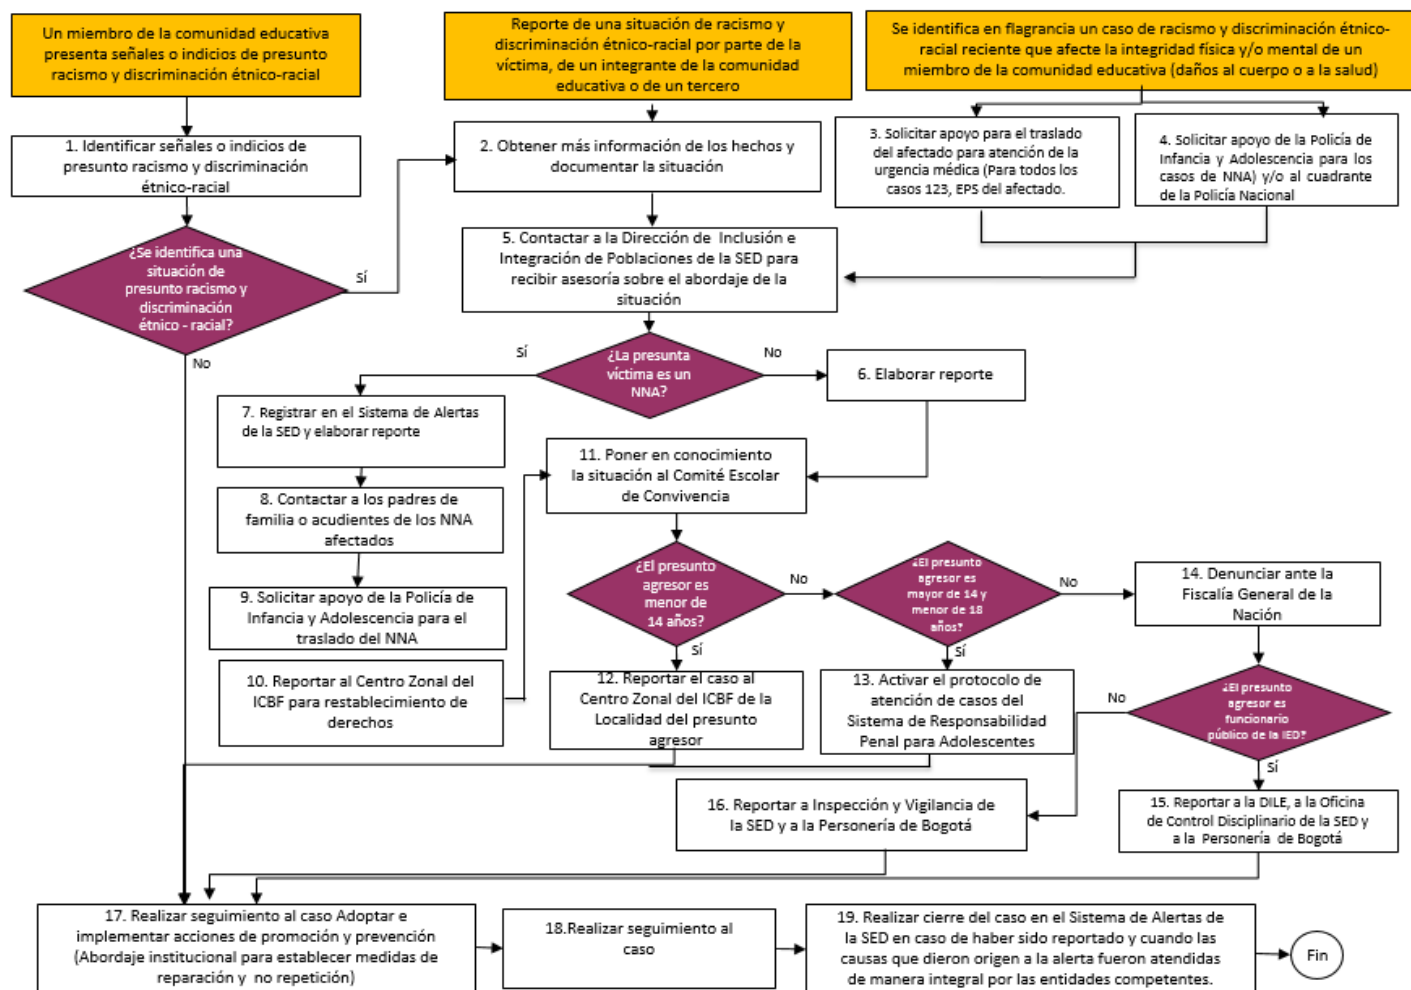 Un miembro de la comunidad educativa
presenta señales o indicios de presunto
racismo y discriminación étnico-racial
Reporte de una situación de racismo y
discriminación étnico-racial por parte de la
víctima, de un integrante de la comunidad
educativa o de un tercero
Se identifica en flagrancia un caso de racismo y discriminación étnico-
racial reciente que afecte la integridad física y/o mental de un
miembro de la comunidad educativa (daños al cuerpo o a la salud)
1. Identificar señales o indicios de
presunto racismo y discriminación
étnico-racial
2. Obtener más información de los hechos y
documentar la situación
3. Solicitar apoyo para el traslado
del afectado para atención de la
urgencia médica (Para todos los
casos 123, EPS del afectado.
4. Solicitar apoyo de la Policía de
Infancia y Adolescencia para los
casos de NNA) y/o al cuadrante
de la Policía Nacional
¿Se identifica una
situación de
presunto racismo y
discriminación
étnico - racial?
Sí
No
5. Contactar a la Dirección de Inclusión e
Integración de Poblaciones de la SED para
recibir asesoría sobre el abordaje de la
situación
¿La presunta
víctima es un
NNA?
Sí
No
6. Elaborar reporte
7. Registrar en el Sistema de Alertas
de la SED y elaborar reporte
8. Contactar a los padres de
familia o acudientes de los NNA
afectados
9. Solicitar apoyo de la Policía de
Infancia y Adolescencia para el
traslado del NNA
10. Reportar al Centro Zonal del
ICBF para restablecimiento de
derechos
11. Poner en conocimiento
la situación al Comité Escolar
de Convivencia
¿El presunto
agresor es
menor de
14 años?
No
Sí
¿El presunto
agresor es
mayor de 14 y
menor de 18
años?
No
Sí
12. Reportar el caso al
Centro Zonal del ICBF de la
Localidad del presunto
agresor
13. Activar el protocolo de
atención de casos del
Sistema de Responsabilidad
Penal para Adolescentes
14. Denunciar ante la
Fiscalía General de la
Nación
¿El presunto
agresor es
funcionario
público de la IED?
No
Sí
15. Reportar a la DILE, a la Oficina
de Control Disciplinario de la SED y
a la Personería de Bogotá
16. Reportar a Inspección y Vigilancia de
la SED y a la Personería de Bogotá
17. Realizar seguimiento al caso Adoptar e
implementar acciones de promoción y prevención
(Abordaje institucional para establecer medidas de
reparación y no repetición)
18.Realizar seguimiento al
caso
19. Realizar cierre del caso en el Sistema de Alertas de
la SED en caso de haber sido reportado y cuando las
causas que dieron origen a la alerta fueron atendidas
de manera integral por las entidades competentes.
Fin